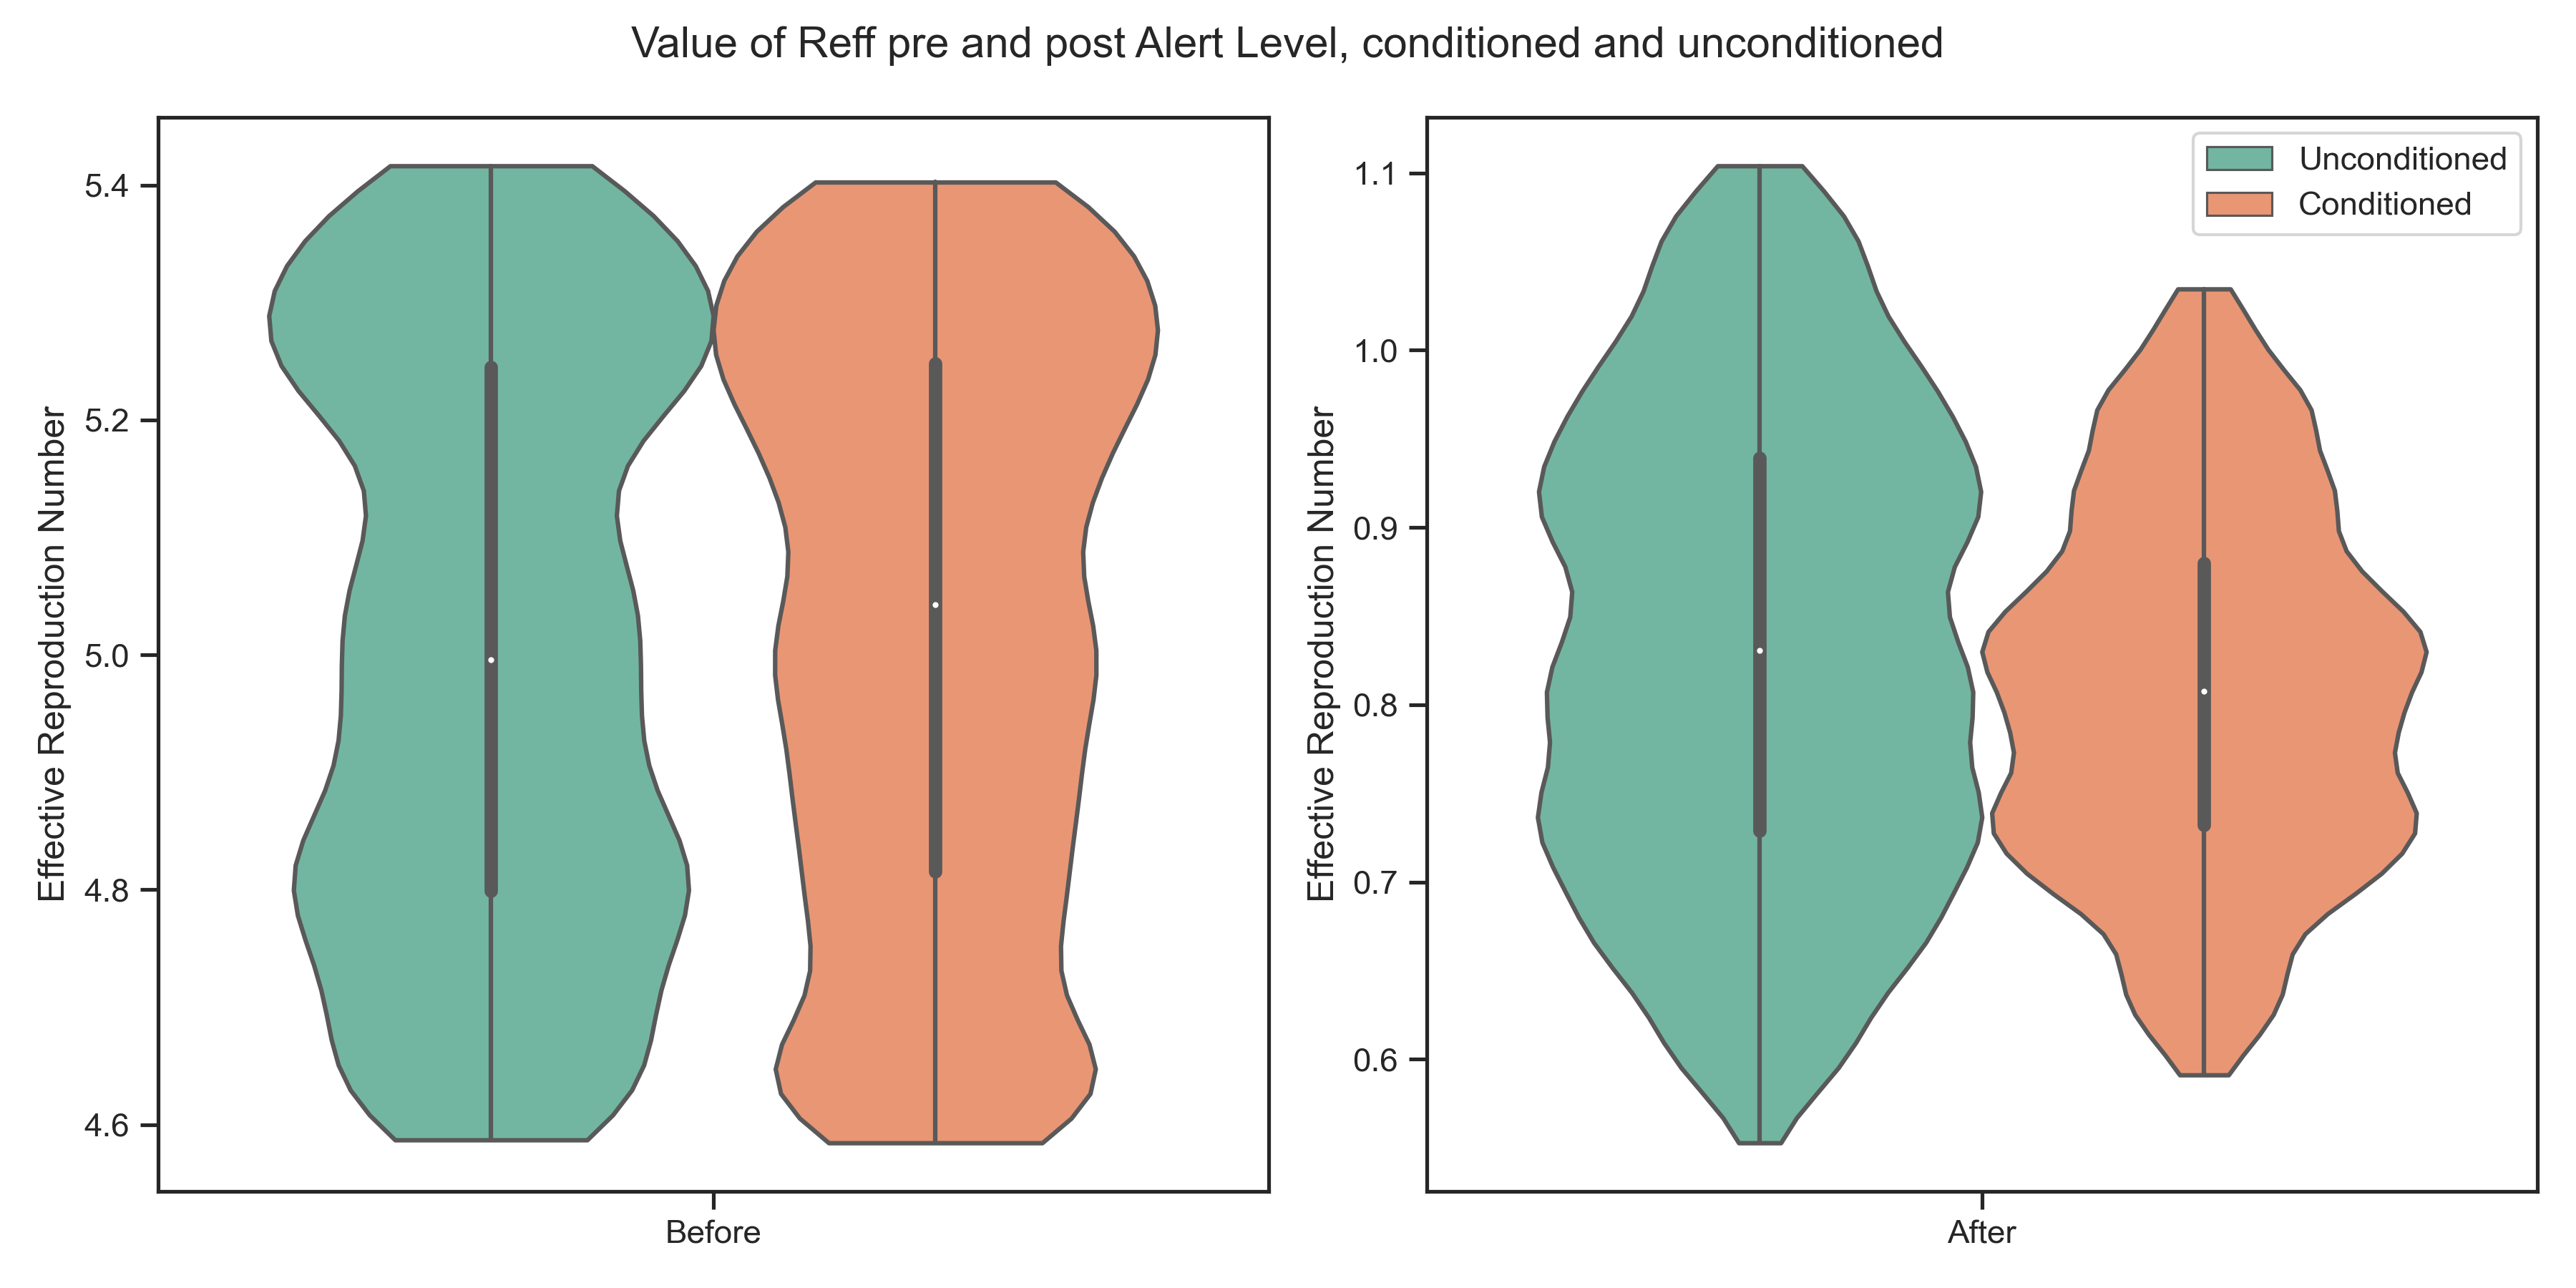 Value of Reff pre and post Alert Level, conditioned and unconditioned
Effective Reproduction Number
5.4
5.2
5.0
4.8
4.6
Before
Effective Reproduction Number
1.1
1.0
0.9
0.8
0.7
0.6
After
Unconditioned
Conditioned